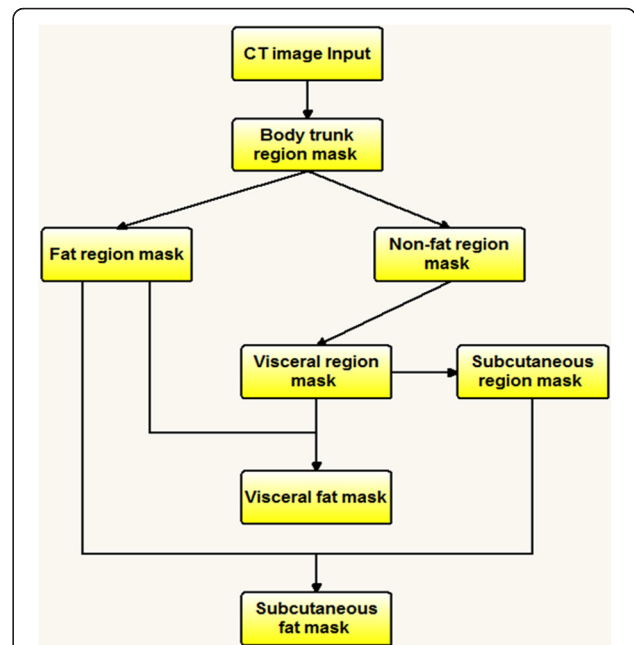 CT image Input
Body trunk
region mask
Fat region mask
Non-fat region
mask
Visceral region
mask
Subcutaneous
region mask
Visceral fat mask
Subcutaneous
fat mask